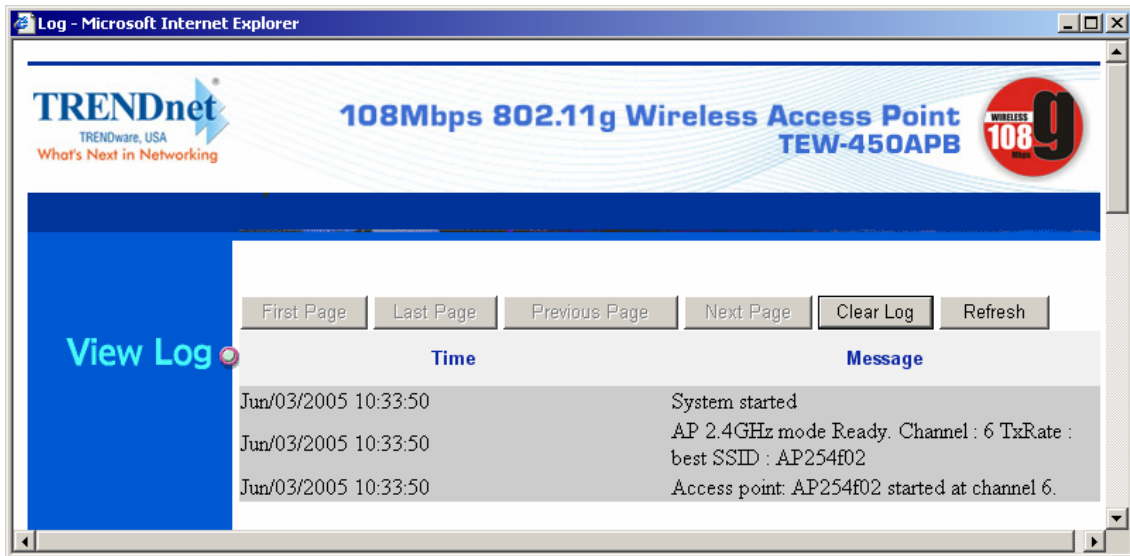 Log - Microsoft Internet Explorer
TRENDnet®
TRENDware, USA
What's Next in Networking
108Mbps 802.11g Wireless Access Point
TEW-450APB
WIRELESS
108
Mbps
g
First Page Last Page Previous Page Next Page Clear Log Refresh
View Log
Time Message
Jun/03/2005 10:33:50 System started
Jun/03/2005 10:33:50 AP 2.4GHz mode Ready. Channel : 6 TxRate :
best SSID : AP254f02
Jun/03/2005 10:33:50 Access point: AP254f02 started at channel 6.